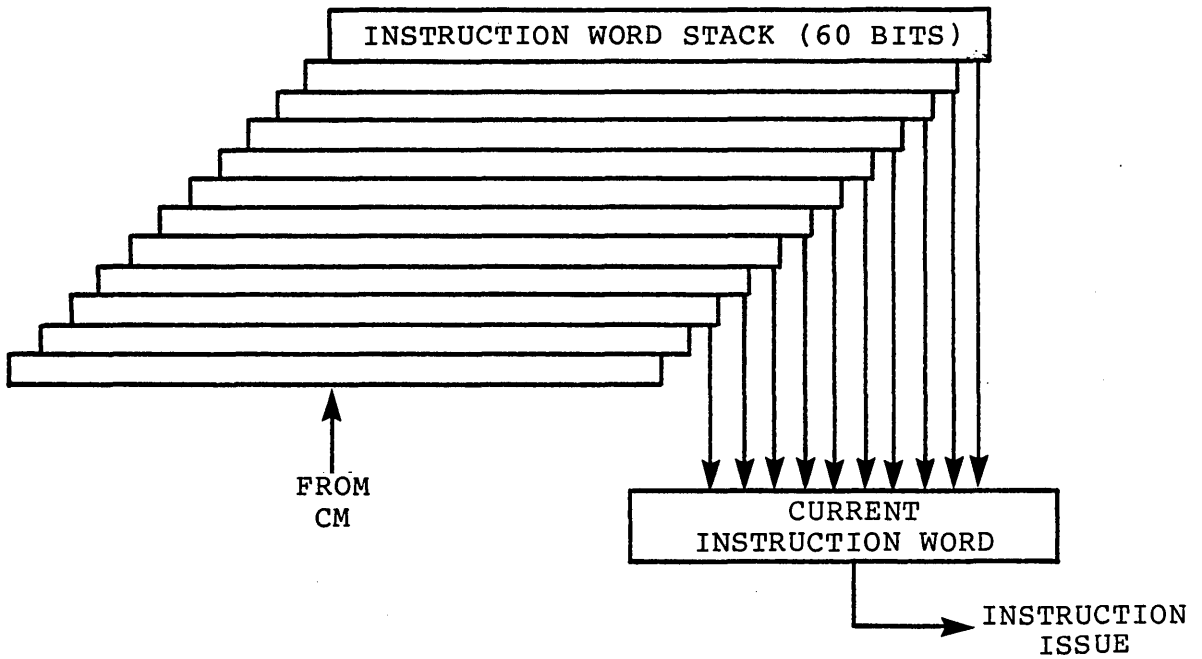 INSTRUCTION WORD STACK (60 BITS)
FROM
CM
CURRENT
INSTRUCTION WORD
INSTRUCTION
ISSUE